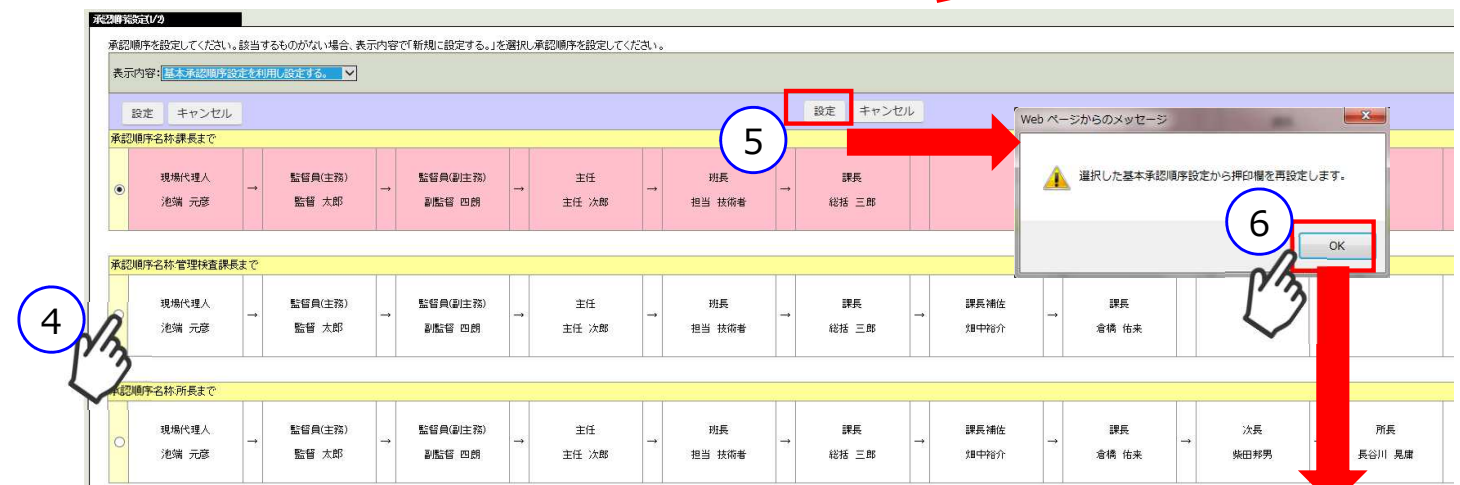 承認順序設定(1/2)
承認順序を設定してください。該当するものがない場合、表示内容で「新規に設定する。」を選択し承認順序を設定してください。
表示内容: 基本承認順序設定を利用し設定する。
設定 キャンセル 設定 キャンセル
⑤
Web ページからのメッセージ
選択した基本承認順序設定から押印欄を再設定します。
⑥
OK
承認順序名称:課長まで
現場代理人 → 監督員(主務) → 監督員(副主務) → 主任 → 班長 → 課長
池端 元彦 監督 太郎 副監督 四朗 主任 次郎 担当 技術者 総括 三郎
④
承認順序名称:管理検査課長まで
現場代理人 → 監督員(主務) → 監督員(副主務) → 主任 → 班長 → 課長 → 課長補佐 → 課長
池端 元彦 監督 太郎 副監督 四朗 主任 次郎 担当 技術者 総括 三郎 畑中裕介 倉橋 佑来
承認順序名称:所長まで
現場代理人 → 監督員(主務) → 監督員(副主務) → 主任 → 班長 → 課長 → 課長補佐 → 課長 → 次長 → 所長
池端 元彦 監督 太郎 副監督 四朗 主任 次郎 担当 技術者 総括 三郎 畑中裕介 倉橋 佑来 柴田邦男 長谷川